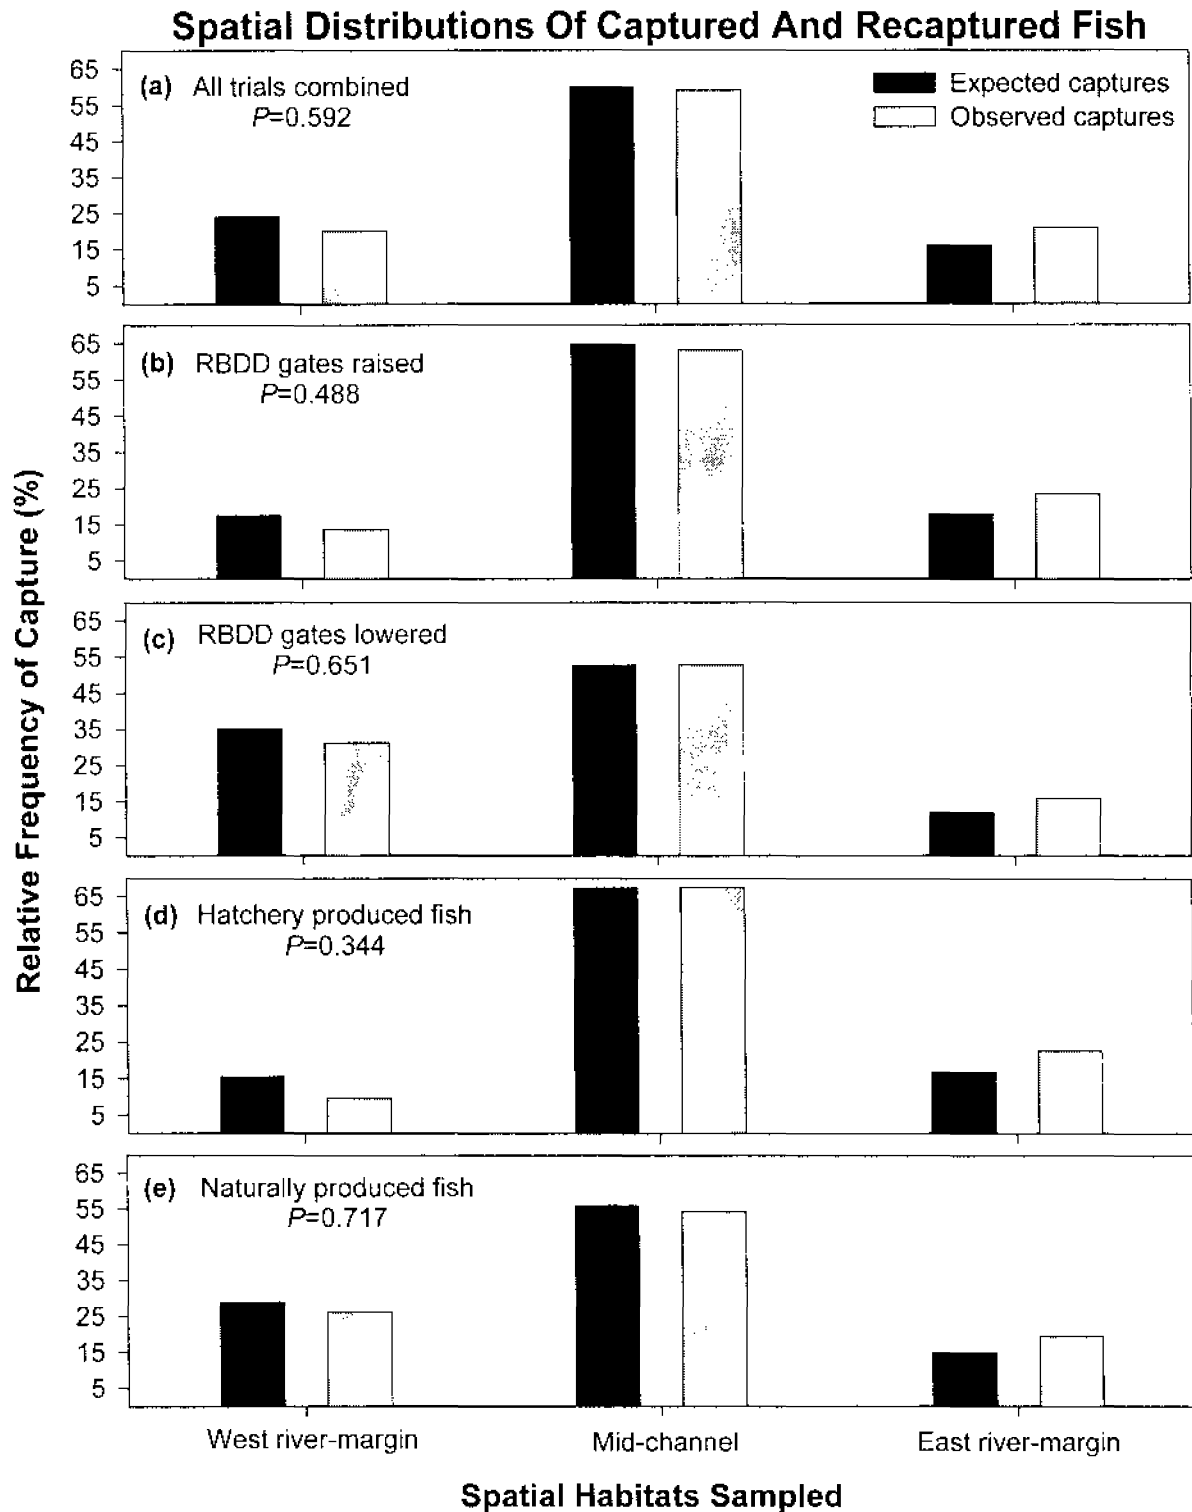 Spatial Distributions Of Captured And Recaptured Fish
Relative Frequency of Capture (%)
65
55
45
35
25
15
5
(a) All trials combined
P=0.592
Expected captures
Observed captures
65
55
45
35
25
15
5
(b) RBDD gates raised
P=0.488
65
55
45
35
25
15
5
(c) RBDD gates lowered
P=0.651
65
55
45
35
25
15
5
(d) Hatchery produced fish
P=0.344
65
55
45
35
25
15
5
(e) Naturally produced fish
P=0.717
West river-margin Mid-channel East river-margin
Spatial Habitats Sampled